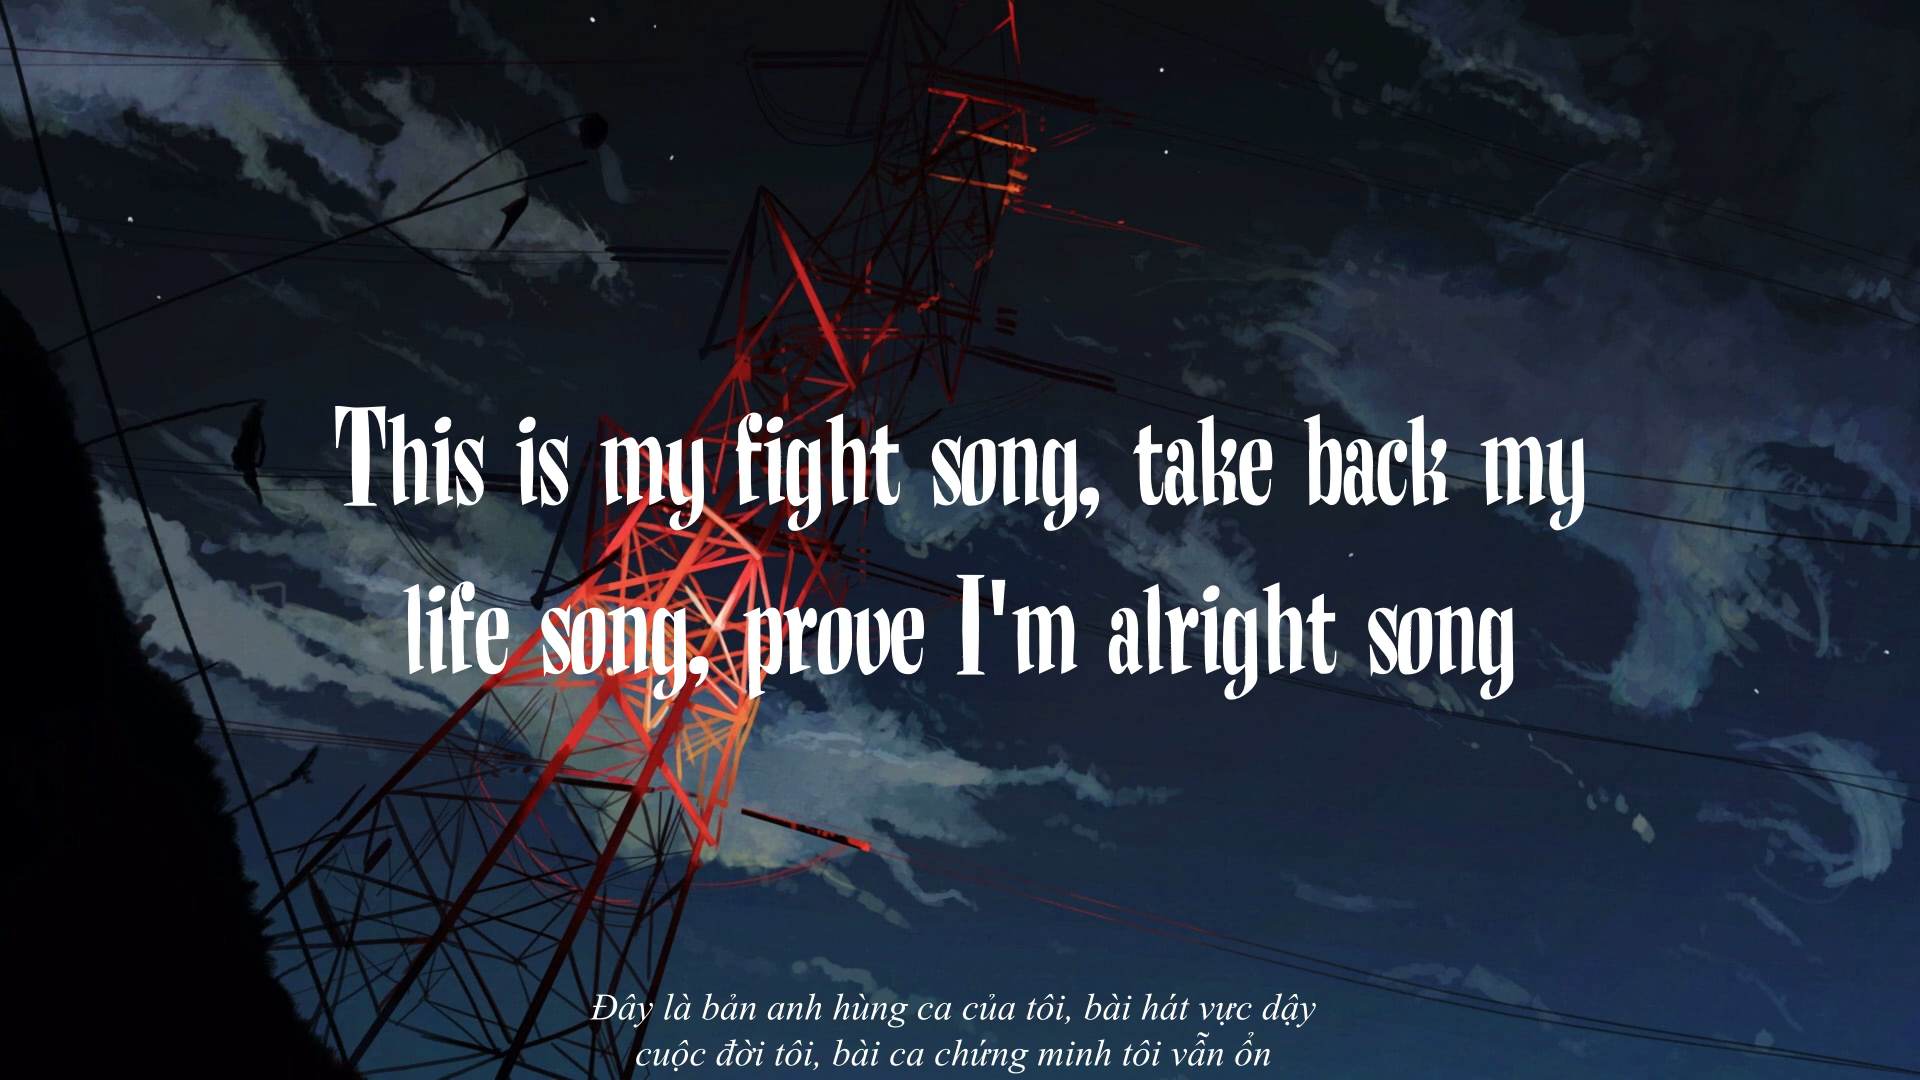 This is my fight song, take back my
life song, prove I'm alright song
Đây là bản anh hùng ca của tôi, bài hát vực dậy
cuộc đời tôi, bài ca chứng minh tôi vẫn ổn